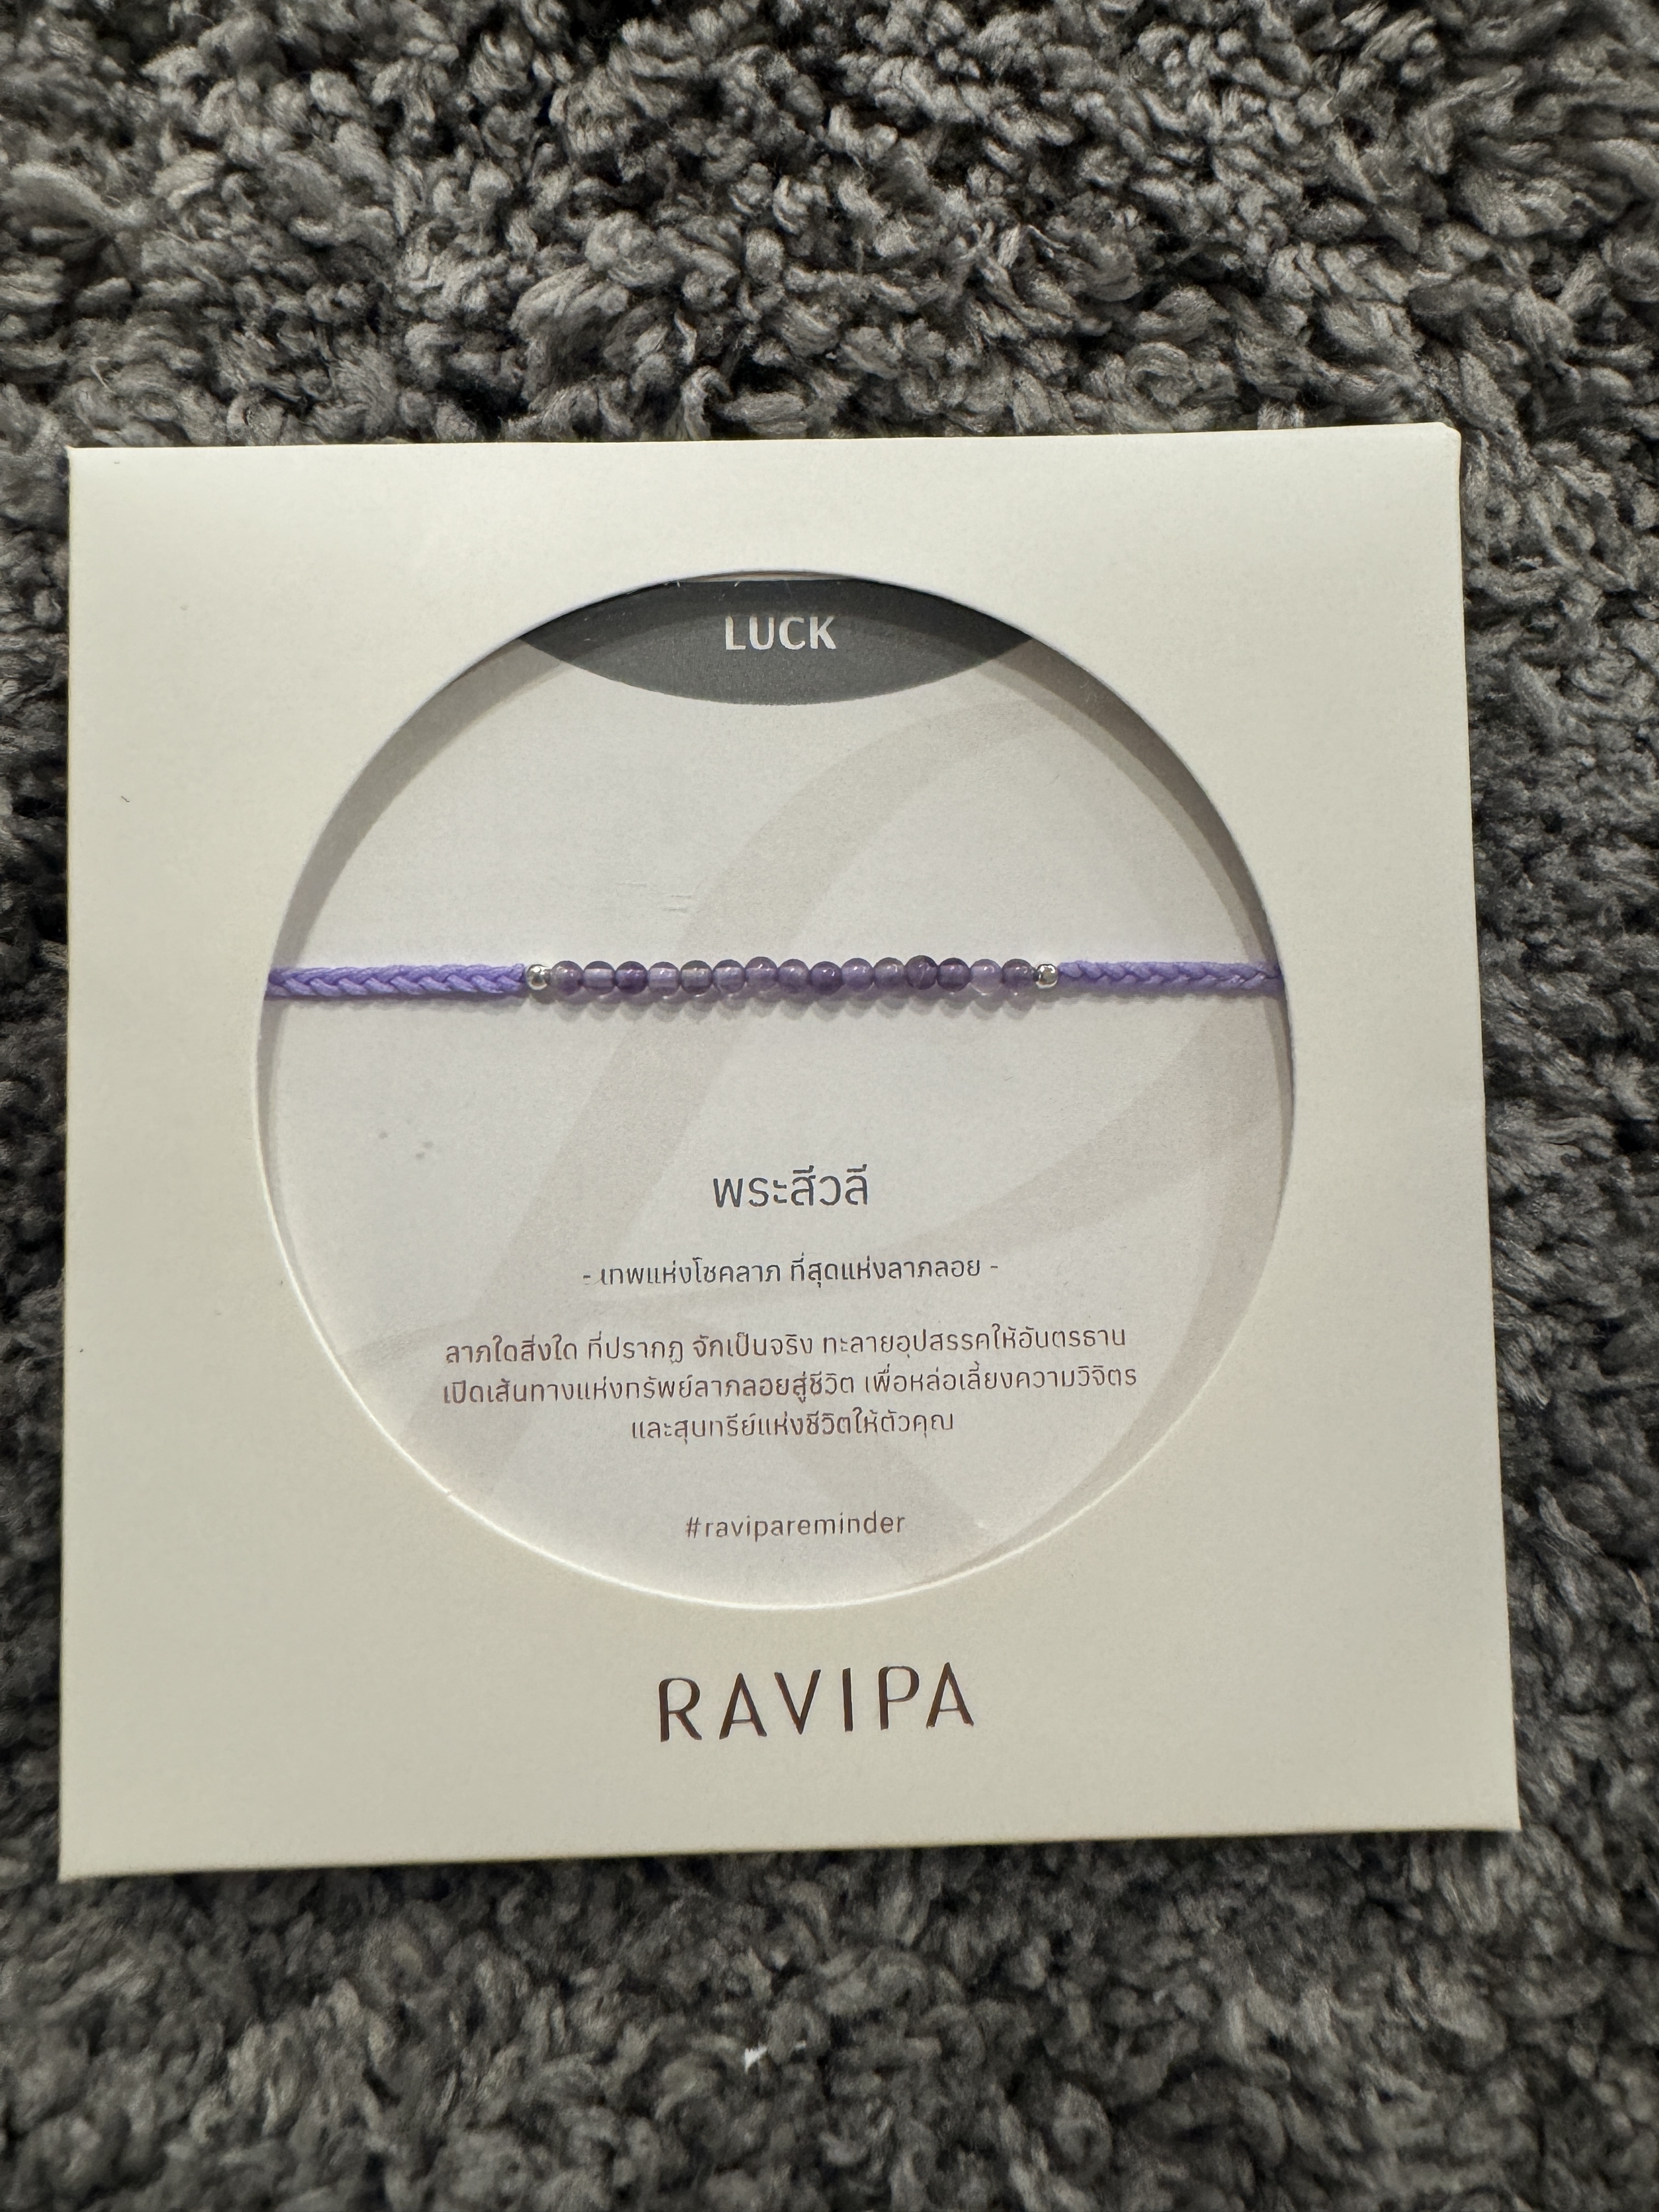 LUCK
พระสีวลี
- เทพแห่งโชคลาภ ที่สุดแห่งลาภลอย -
ลาภใดสิ่งใด ที่ปรากฏ จักเป็นจริง ทะลายอุปสรรคให้อันตรธาน
เปิดเส้นทางแห่งทรัพย์ลาภลอยสู่ชีวิต เพื่อหล่อเลี้ยงความวิจิตร
และสุนทรีย์แห่งชีวิตให้ตัวคุณ
#ravipareminder
RAVIPA